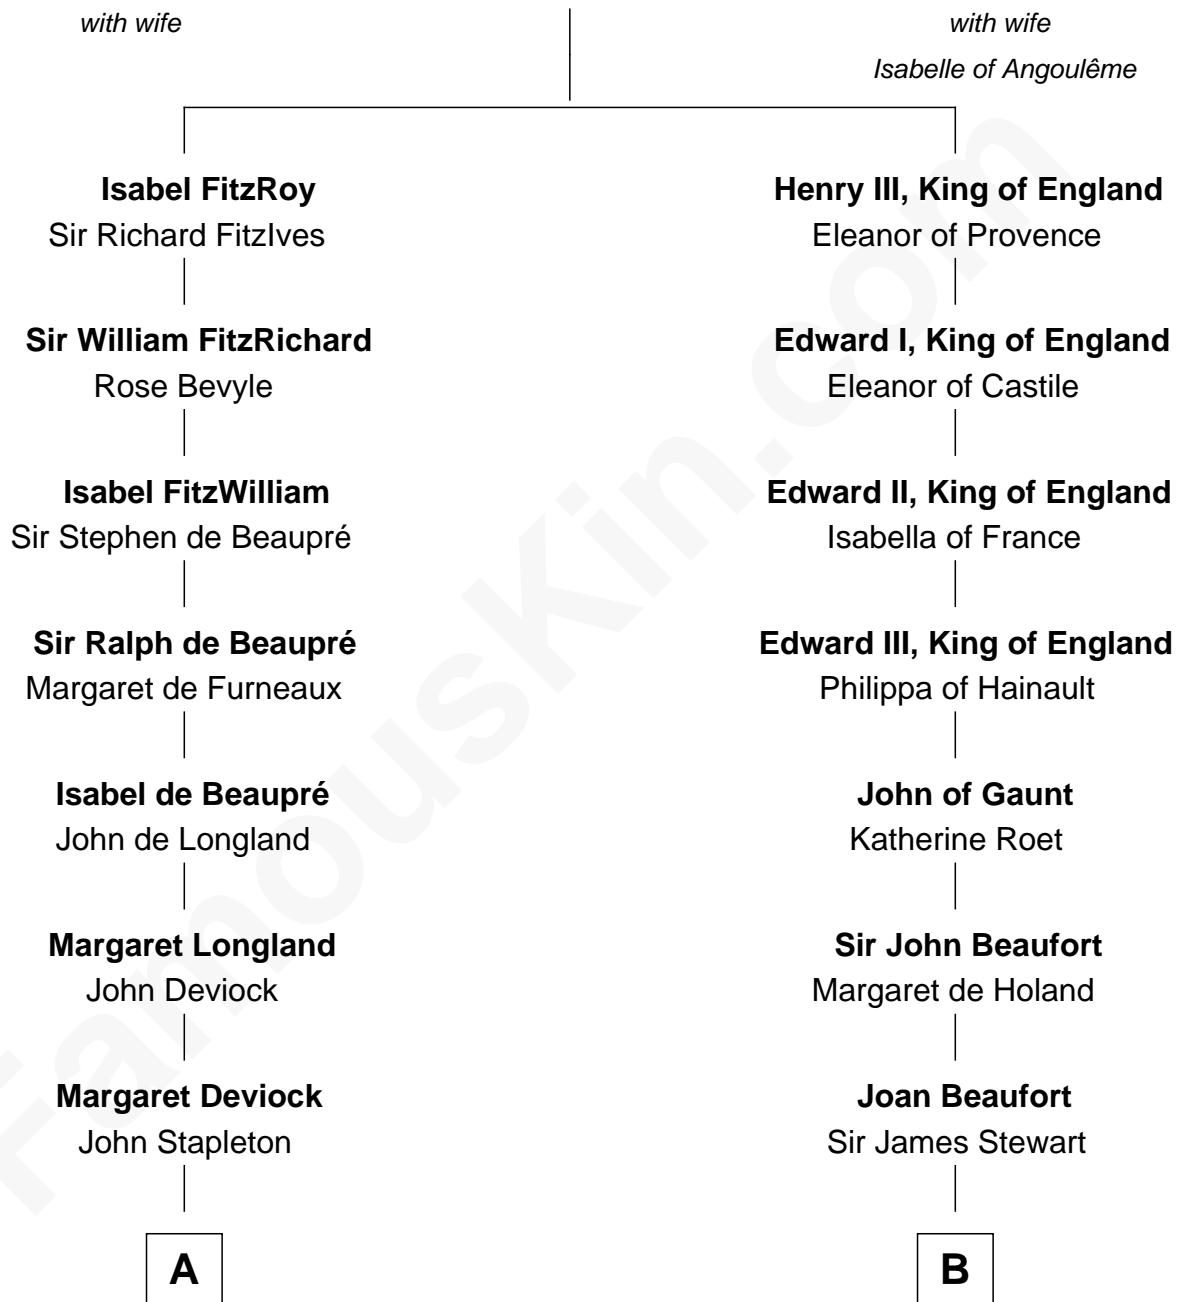 with wife
with wife
Isabelle of Angoulême
Isabel FitzRoy
Sir Richard FitzIves
Henry III, King of England
Eleanor of Provence
Sir William FitzRichard
Rose Bevyle
Edward I, King of England
Eleanor of Castile
Isabel FitzWilliam
Sir Stephen de Beaupré
Edward II, King of England
Isabella of France
Sir Ralph de Beaupré
Margaret de Furneaux
Edward III, King of England
Philippa of Hainault
Isabel de Beaupré
John de Longland
John of Gaunt
Katherine Roet
Margaret Longland
John Deviock
Sir John Beaufort
Margaret de Holand
Margaret Deviock
John Stapleton
Joan Beaufort
Sir James Stewart
A
B
FamousKin.com